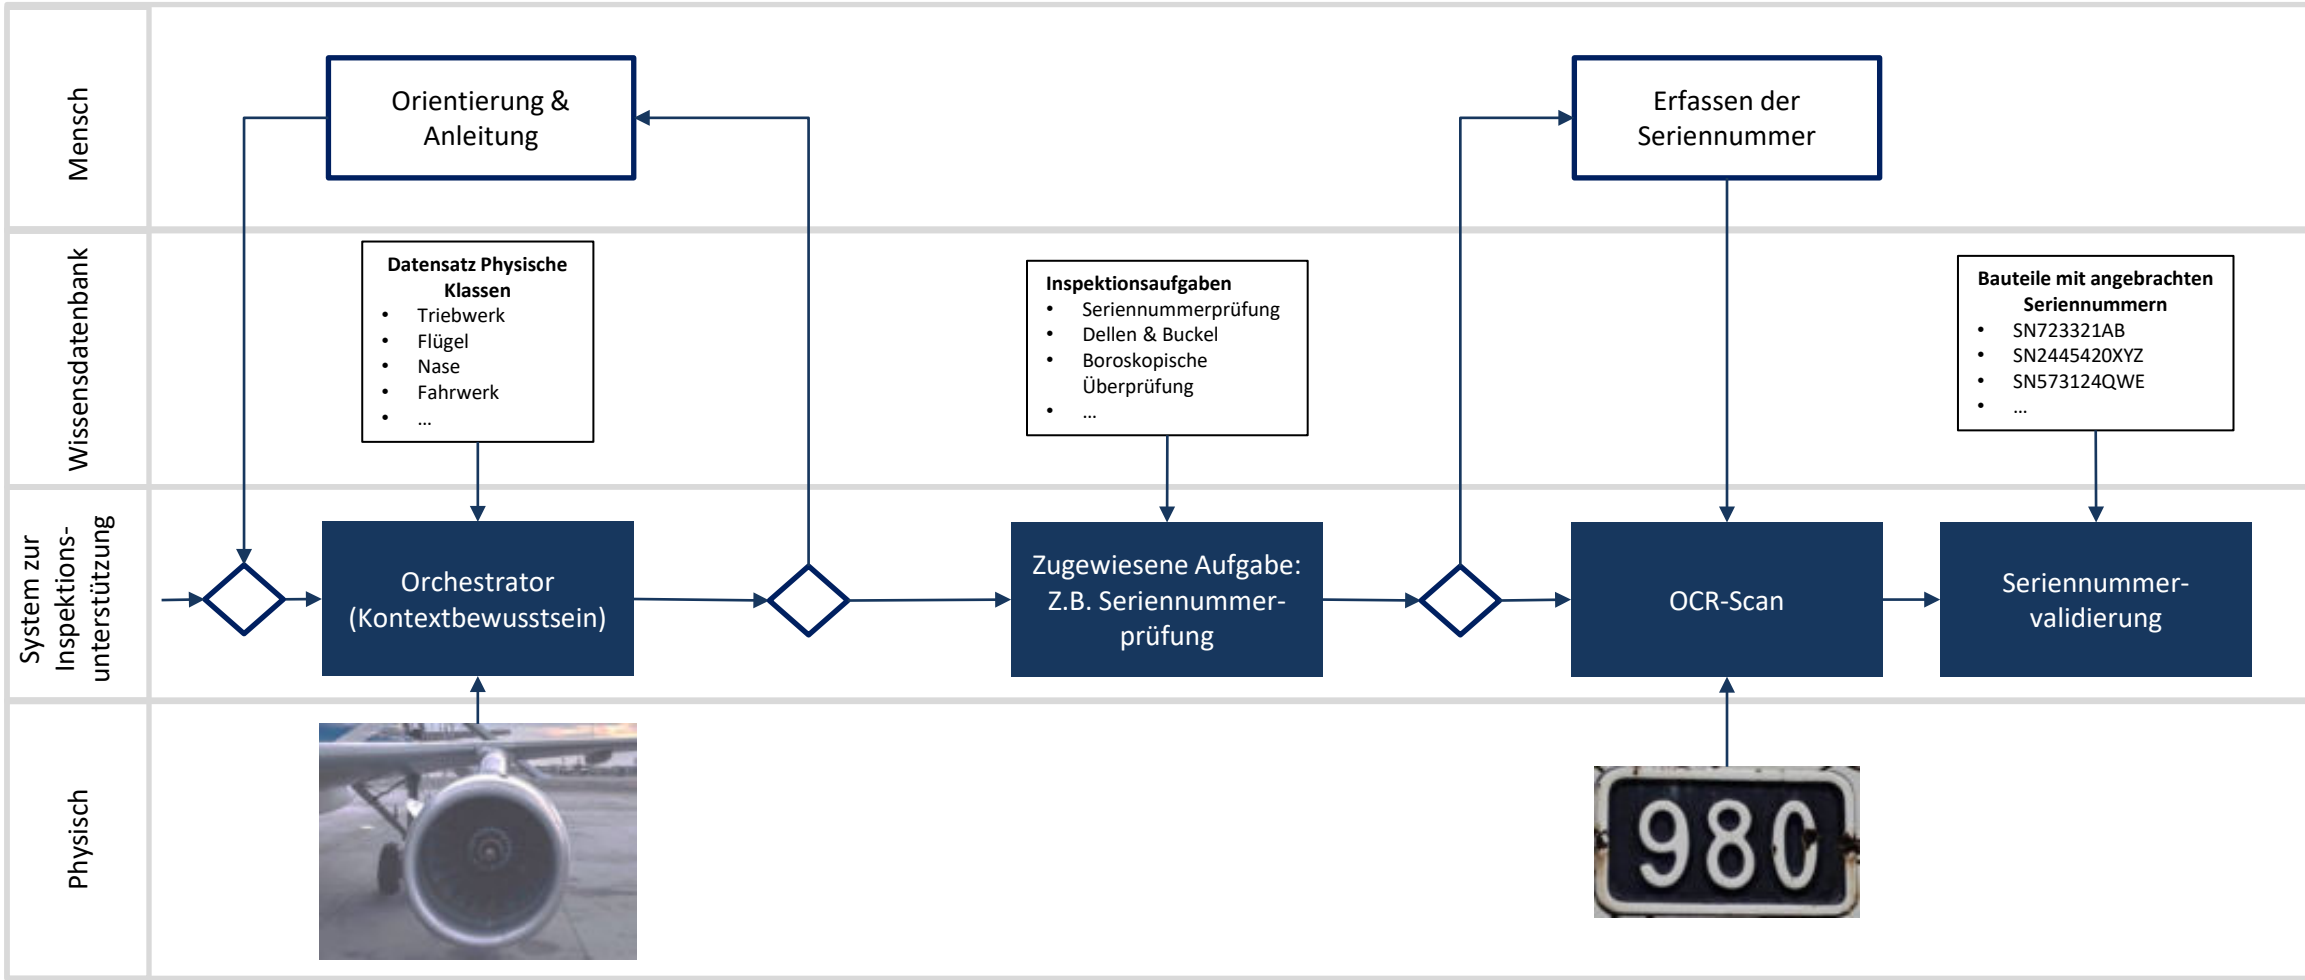 Mensch
Orientierung &
Anleitung
Erfassen der
Seriennummer
Wissensdatenbank
Datensatz Physische
Klassen
• Triebwerk
• Flügel
• Nase
• Fahrwerk
• ...
Inspektionsaufgaben
• Seriennummerprüfung
• Dellen & Buckel
• Boroskopische
Überprüfung
• ...
Bauteile mit angebrachten
Seriennummern
• SN723321AB
• SN2445420XYZ
• SN573124QWE
• ...
System zur
Inspektions-
unterstützung
Orchestrator
(Kontextbewusstsein)
Zugewiesene Aufgabe:
Z.B. Seriennummer-
prüfung
OCR-Scan
Seriennummer-
validierung
Physisch
980